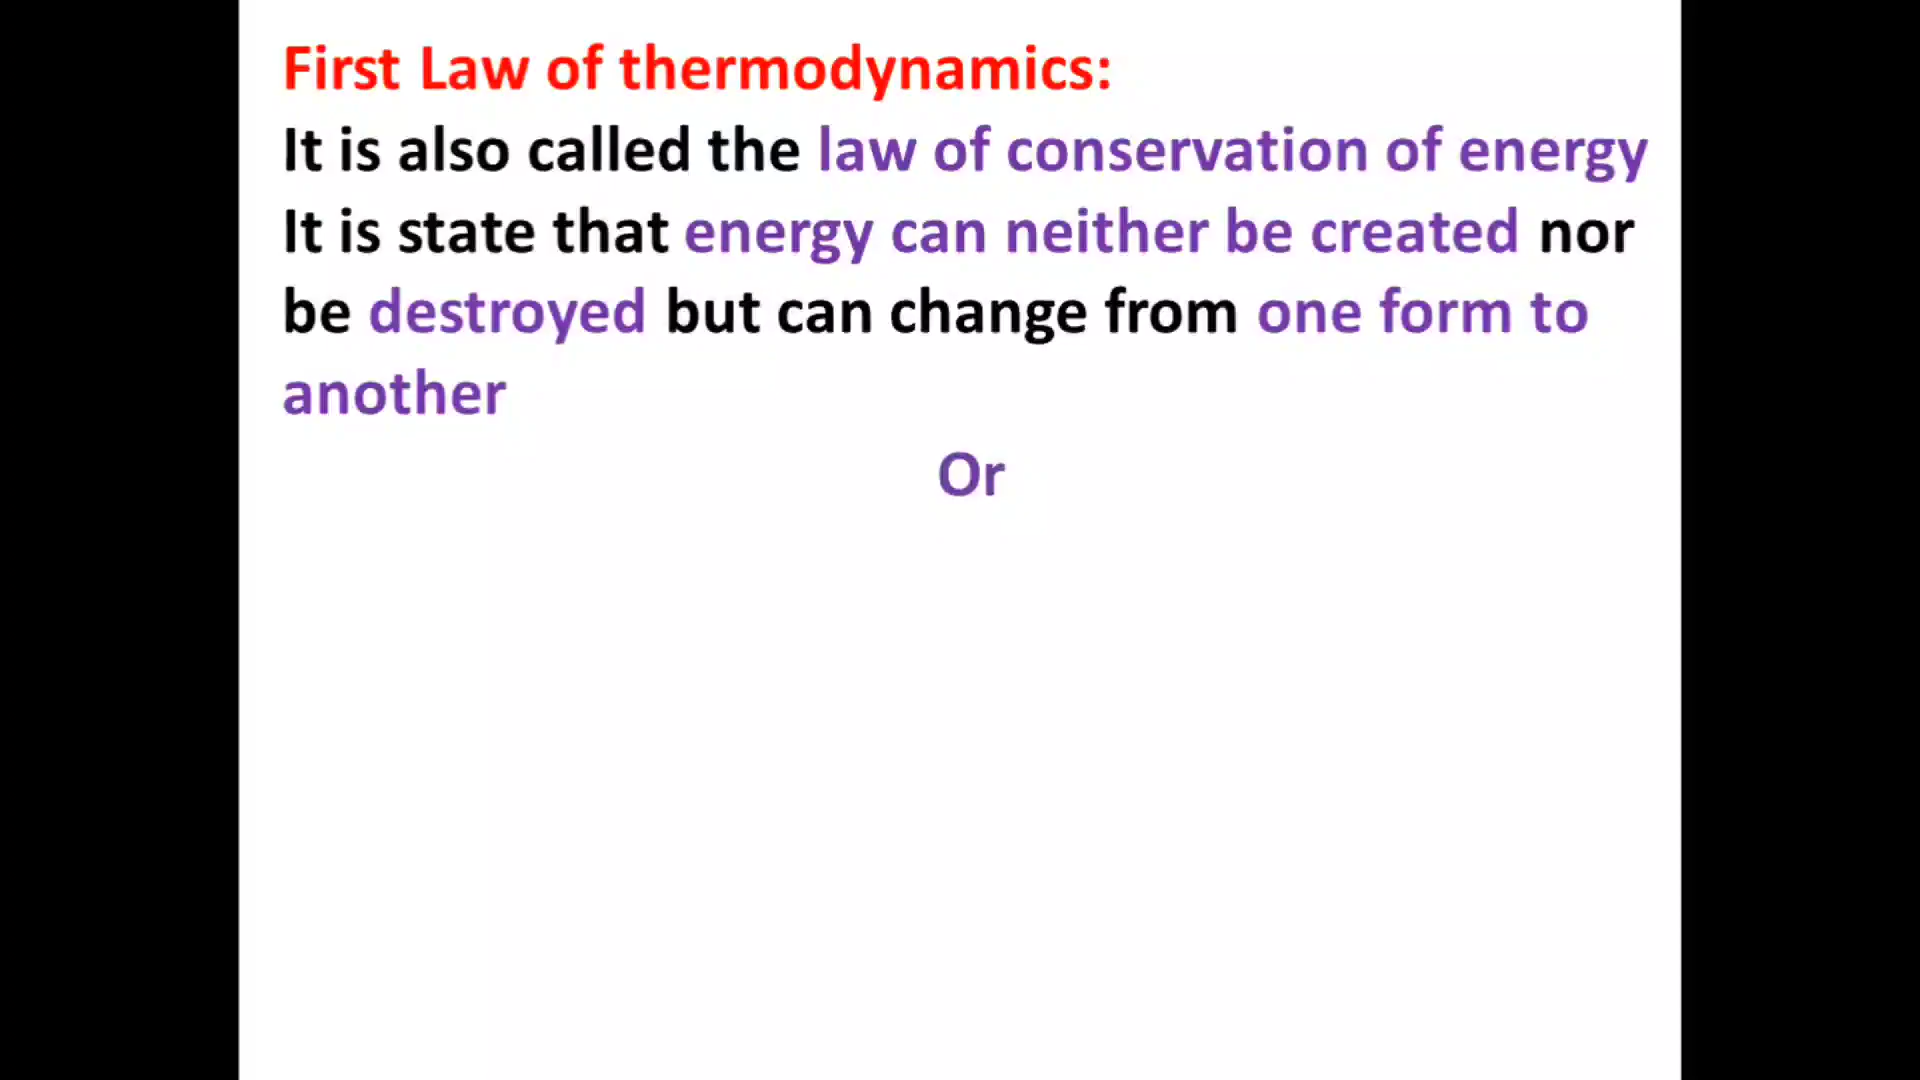 First Law of thermodynamics:
It is also called the law of conservation of energy
It is state that energy can neither be created nor
be destroyed but can change from one form to
another
Or